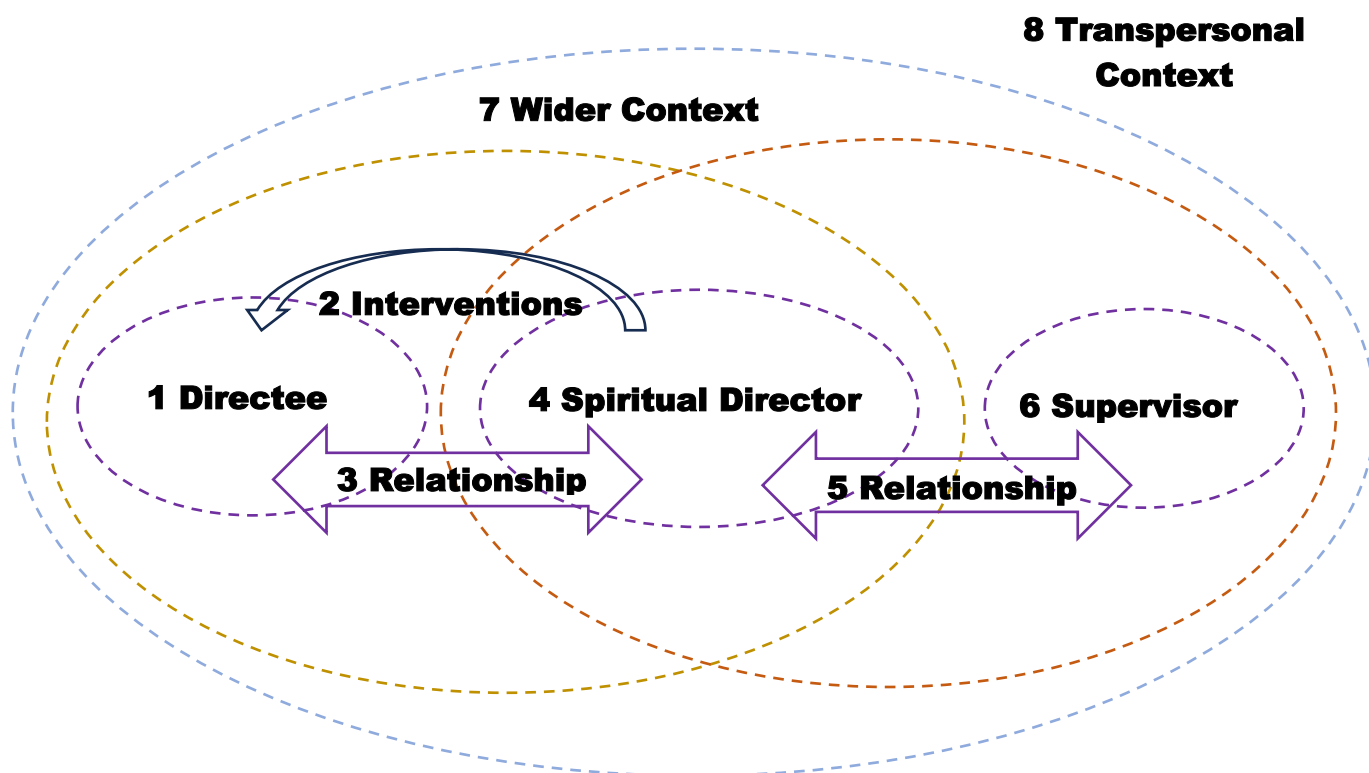 8 Transpersonal
Context
7 Wider Context
2 Interventions
1 Directee
4 Spiritual Director
6 Supervisor
3 Relationship
5 Relationship